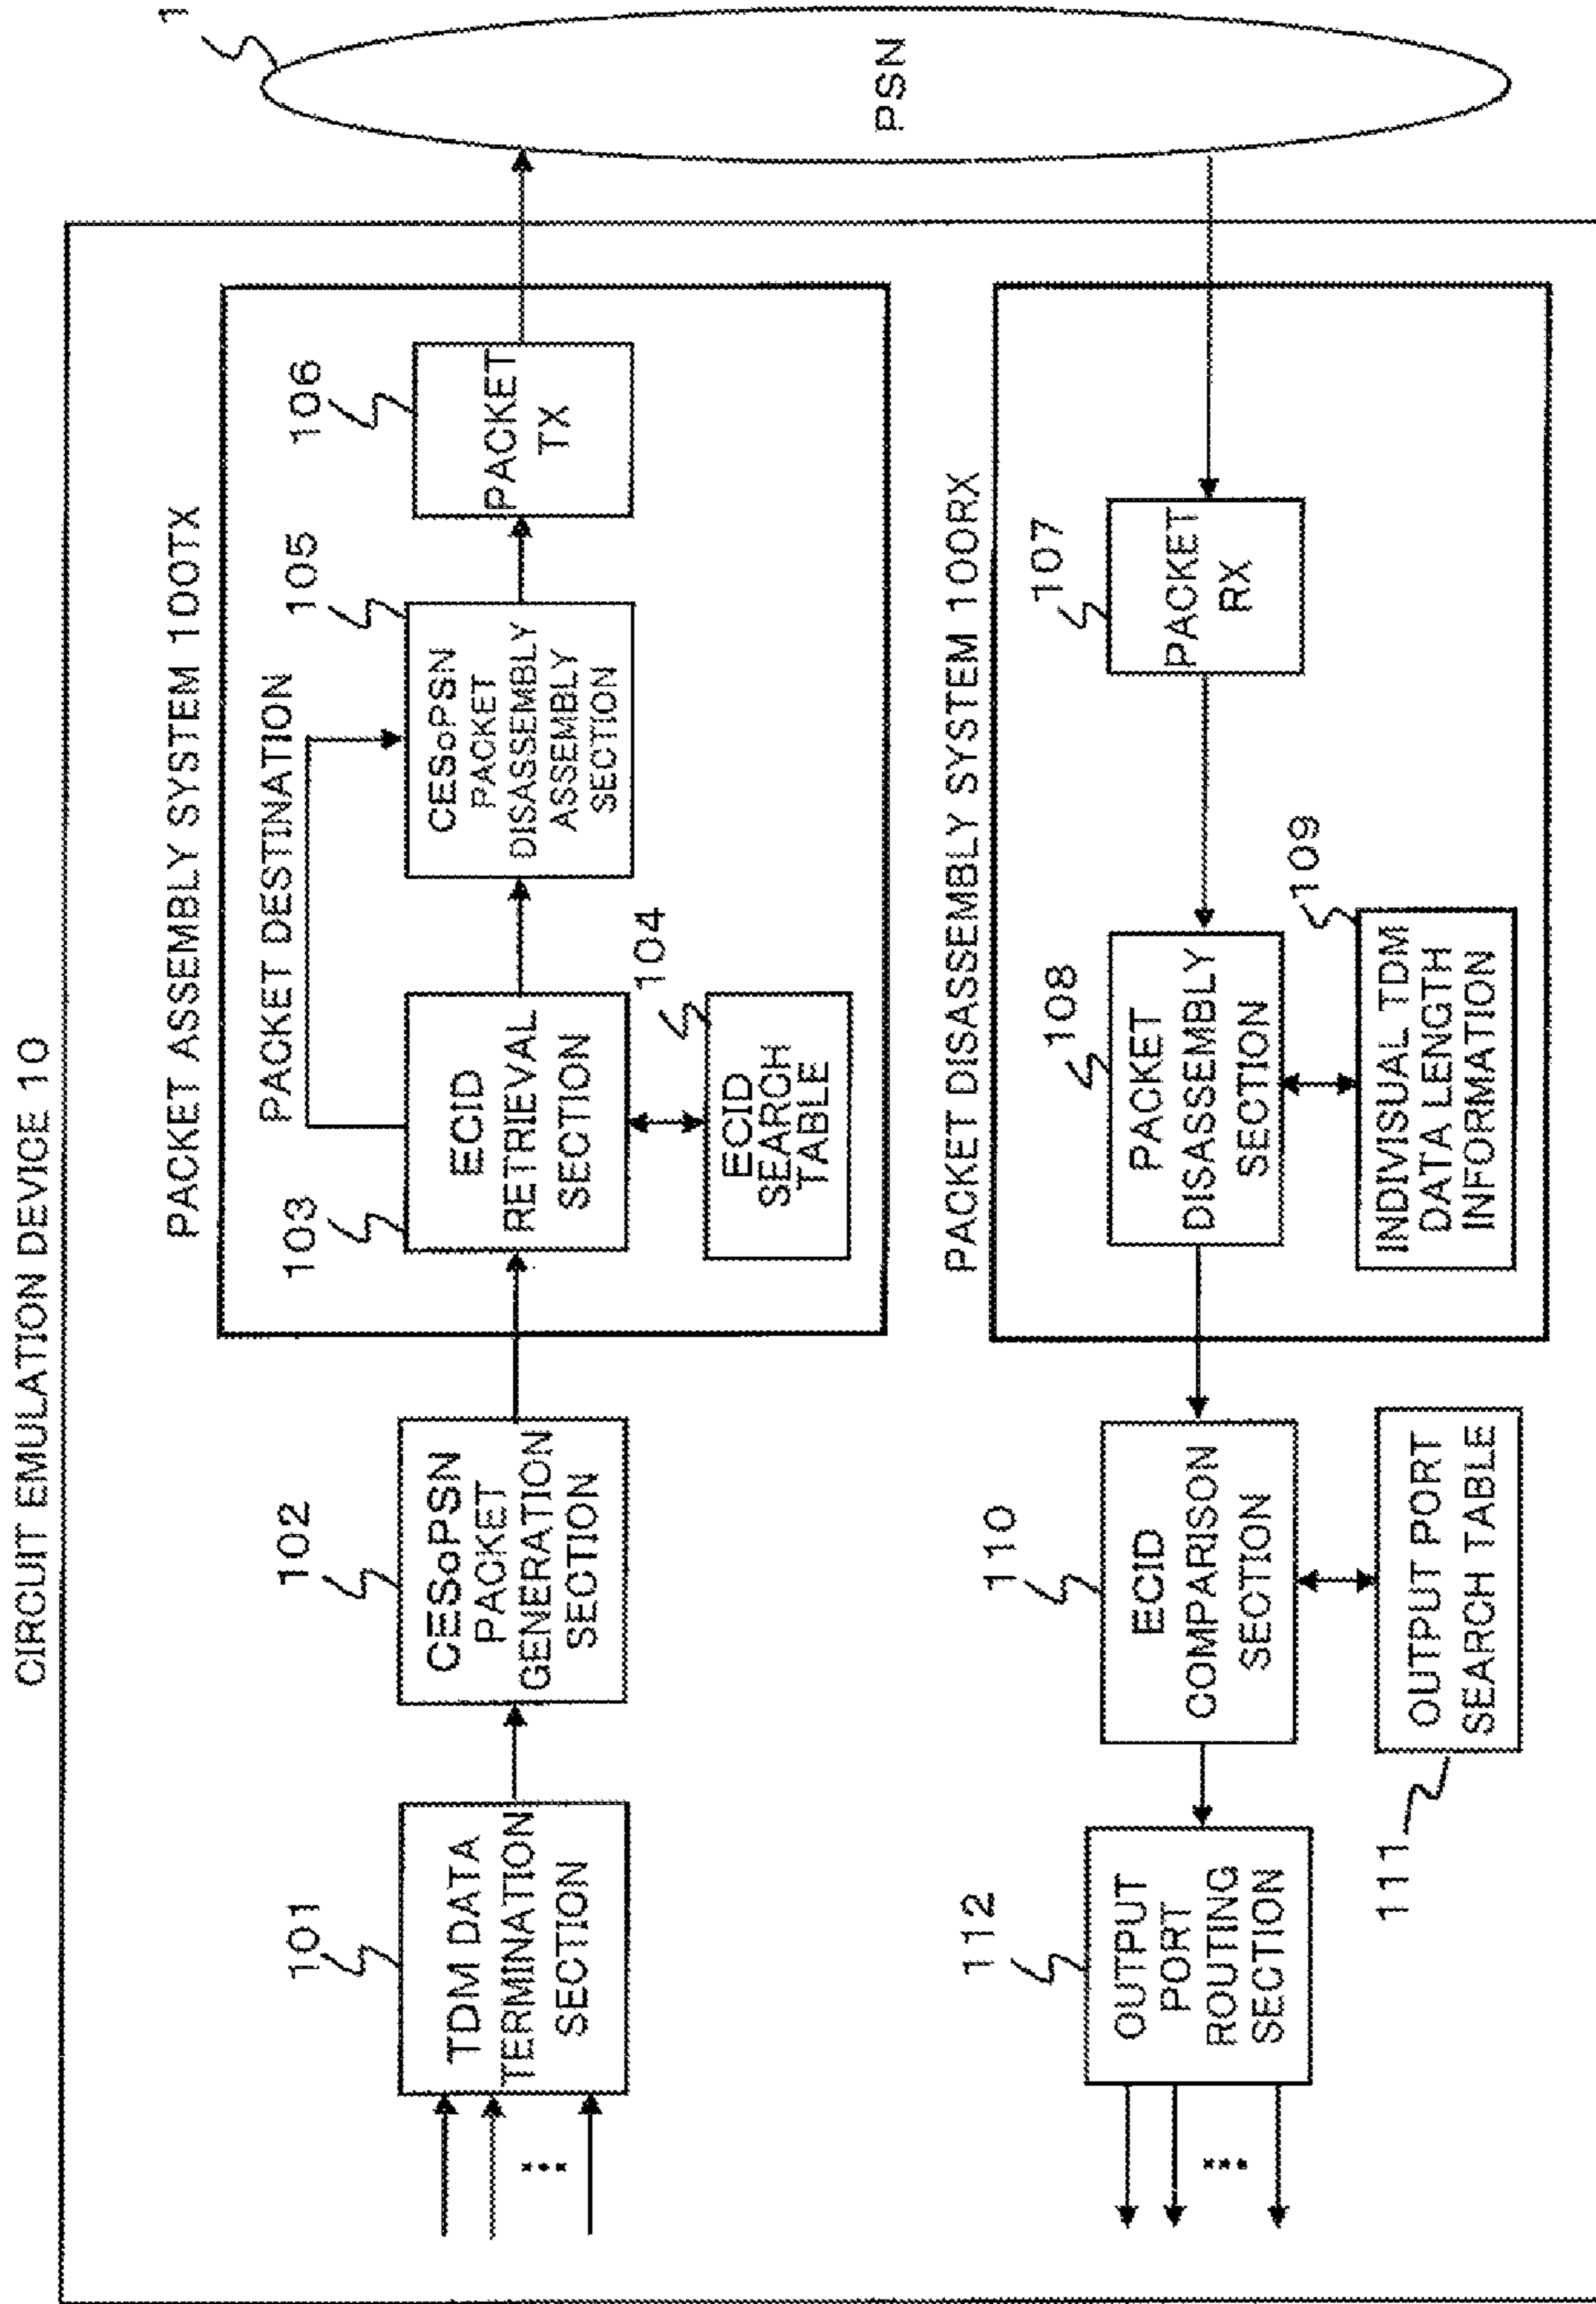 CIRCUIT EMULATION DEVICE 10
PACKET ASSEMBLY SYSTEM 100TX
PACKET DESTINATION
101
TDM DATA
TERMINATION
SECTION
102
CESoPSN
PACKET
GENERATION
SECTION
103
ECID
RETRIEVAL
SECTION
104
ECID
SEARCH
TABLE
105
CESoPSN
PACKET
DISASSEMBLY
ASSEMBLY
SECTION
106
PACKET
TX
1
PSN
PACKET DISASSEMBLY SYSTEM 100RX
107
PACKET
RX
108
PACKET
DISASSEMBLY
SECTION
109
INDIVISUAL TDM
DATA LENGTH
INFORMATION
110
ECID
COMPARISON
SECTION
111
OUTPUT PORT
SEARCH TABLE
112
OUTPUT
PORT
ROUTING
SECTION